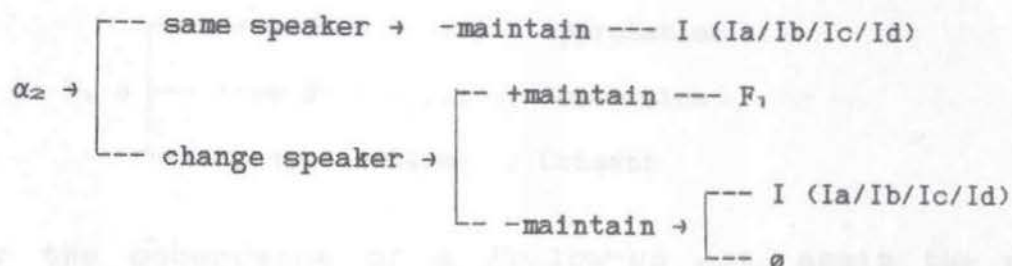 same speaker → -maintain --- I (Ia/Ib/Ic/Id)
α₂ →
+maintain --- F₁
change speaker →
I (Ia/Ib/Ic/Id)
-maintain →
ø